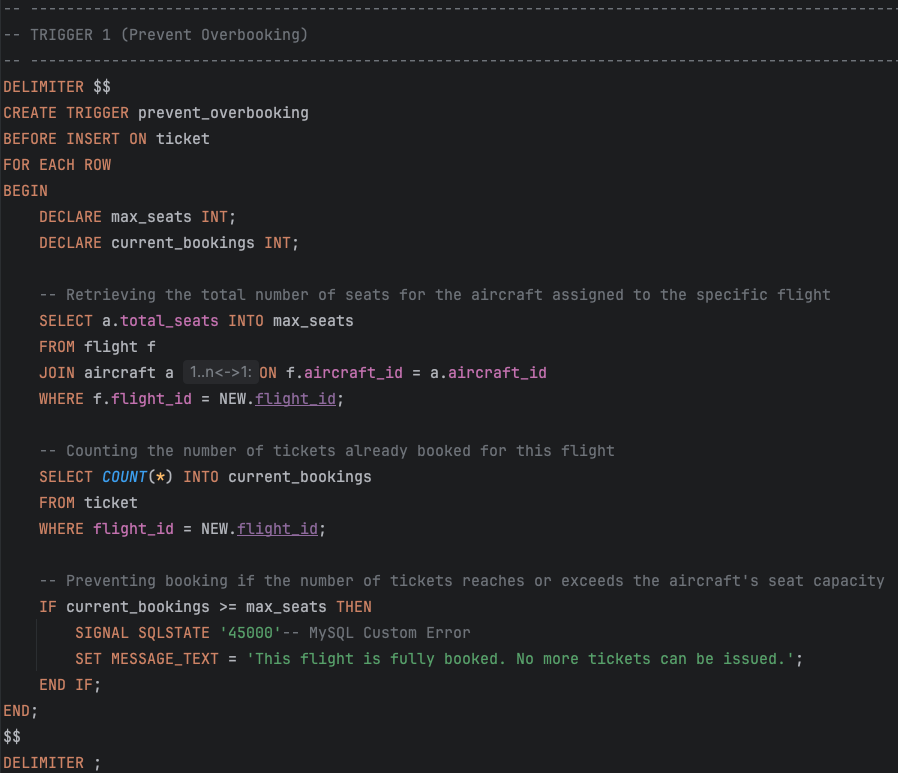 -- ------------------------------------------------------------------------------------------------
-- TRIGGER 1 (Prevent Overbooking)
-- ------------------------------------------------------------------------------------------------
DELIMITER $$
CREATE TRIGGER prevent_overbooking
BEFORE INSERT ON ticket
FOR EACH ROW
BEGIN
    DECLARE max_seats INT;
    DECLARE current_bookings INT;

    -- Retrieving the total number of seats for the aircraft assigned to the specific flight
    SELECT a.total_seats INTO max_seats
    FROM flight f
    JOIN aircraft a 1..n<->1: ON f.aircraft_id = a.aircraft_id
    WHERE f.flight_id = NEW.flight_id;

    -- Counting the number of tickets already booked for this flight
    SELECT COUNT(*) INTO current_bookings
    FROM ticket
    WHERE flight_id = NEW.flight_id;

    -- Preventing booking if the number of tickets reaches or exceeds the aircraft's seat capacity
    IF current_bookings >= max_seats THEN
        SIGNAL SQLSTATE '45000'-- MySQL Custom Error
        SET MESSAGE_TEXT = 'This flight is fully booked. No more tickets can be issued.';
    END IF;
END;
$$
DELIMITER ;